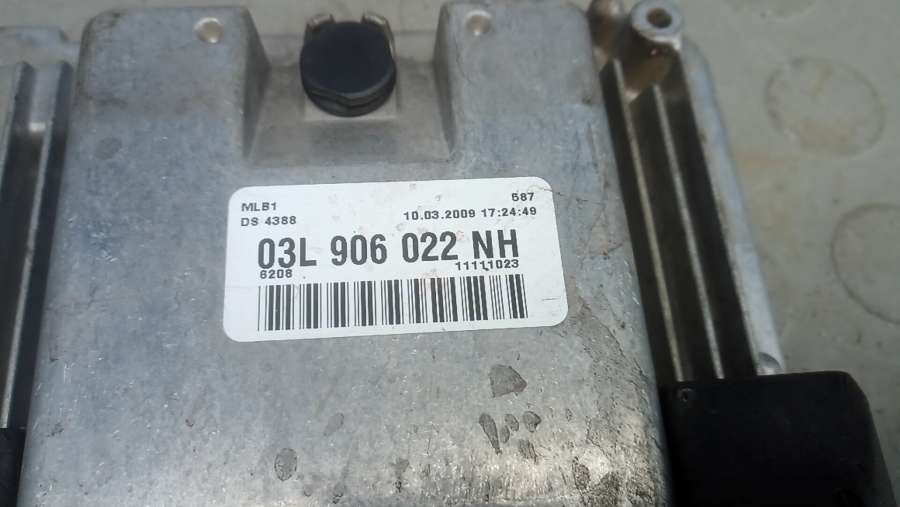 MLB1 587
DS 4388 10.03.2009 17:24:49
03L 906 022 NH
6208 11111023